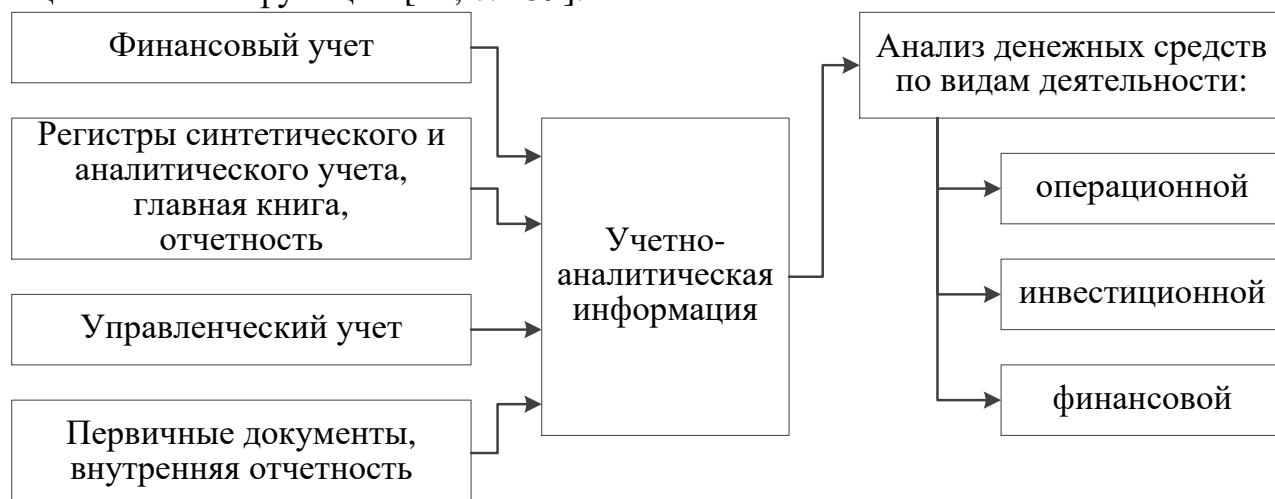 Финансовый учет
Регистры синтетического и
аналитического учета,
главная книга,
отчетность
Управленческий учет
Первичные документы,
внутренняя отчетность
Учетно-
аналитическая
информация
Анализ денежных средств
по видам деятельности:
операционной
инвестиционной
финансовой